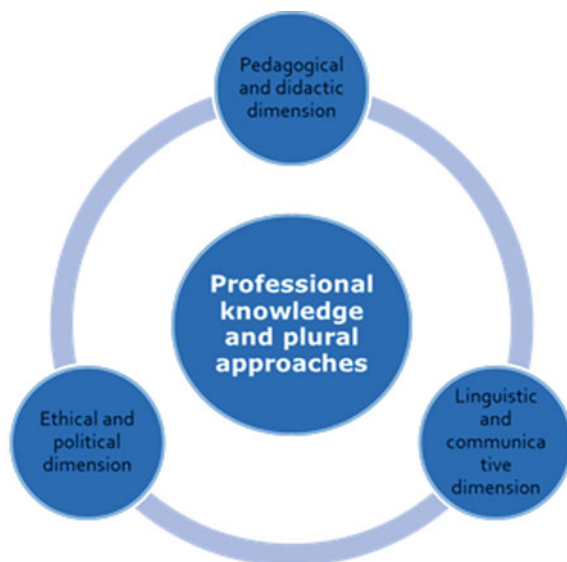 Pedagogical
and didactic
dimension
Professional
knowledge
and plural
approaches
Ethical and
political
dimension
Linguistic
and
communica
tive
dimension